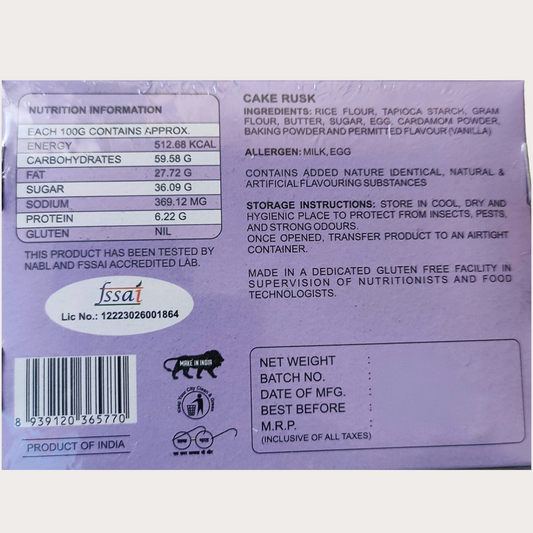 NUTRITION INFORMATION
EACH 100G CONTAINS APPROX.
ENERGY 512.68 KCAL
CARBOHYDRATES 59.58 G
FAT 27.72 G
SUGAR 36.09 G
SODIUM 369.12 MG
PROTEIN 6.22 G
GLUTEN NIL
THIS PRODUCT HAS BEEN TESTED BY
NABL AND FSSAI ACCREDITED LAB.
fssai
Lic No.: 12223026001864
8 939120 365770
PRODUCT OF INDIA
CAKE RUSK
INGREDIENTS: RICE FLOUR, TAPIOCA STARCH, GRAM
FLOUR, BUTTER, SUGAR, EGG, CARDAMOM POWDER,
BAKING POWDER AND PERMITTED FLAVOUR (VANILLA)
ALLERGEN: MILK, EGG
CONTAINS ADDED NATURE IDENTICAL, NATURAL &
ARTIFICIAL FLAVOURING SUBSTANCES
STORAGE INSTRUCTIONS: STORE IN COOL, DRY AND
HYGIENIC PLACE TO PROTECT FROM INSECTS, PESTS,
AND STRONG ODOURS.
ONCE OPENED, TRANSFER PRODUCT TO AN AIRTIGHT
CONTAINER.
MADE IN A DEDICATED GLUTEN FREE FACILITY IN
SUPERVISION OF NUTRITIONISTS AND FOOD
TECHNOLOGISTS.
MAKE IN INDIA
Keep Your City Clean
NET WEIGHT :
BATCH NO. :
DATE OF MFG. :
BEST BEFORE :
M.R.P. :
(INCLUSIVE OF ALL TAXES)